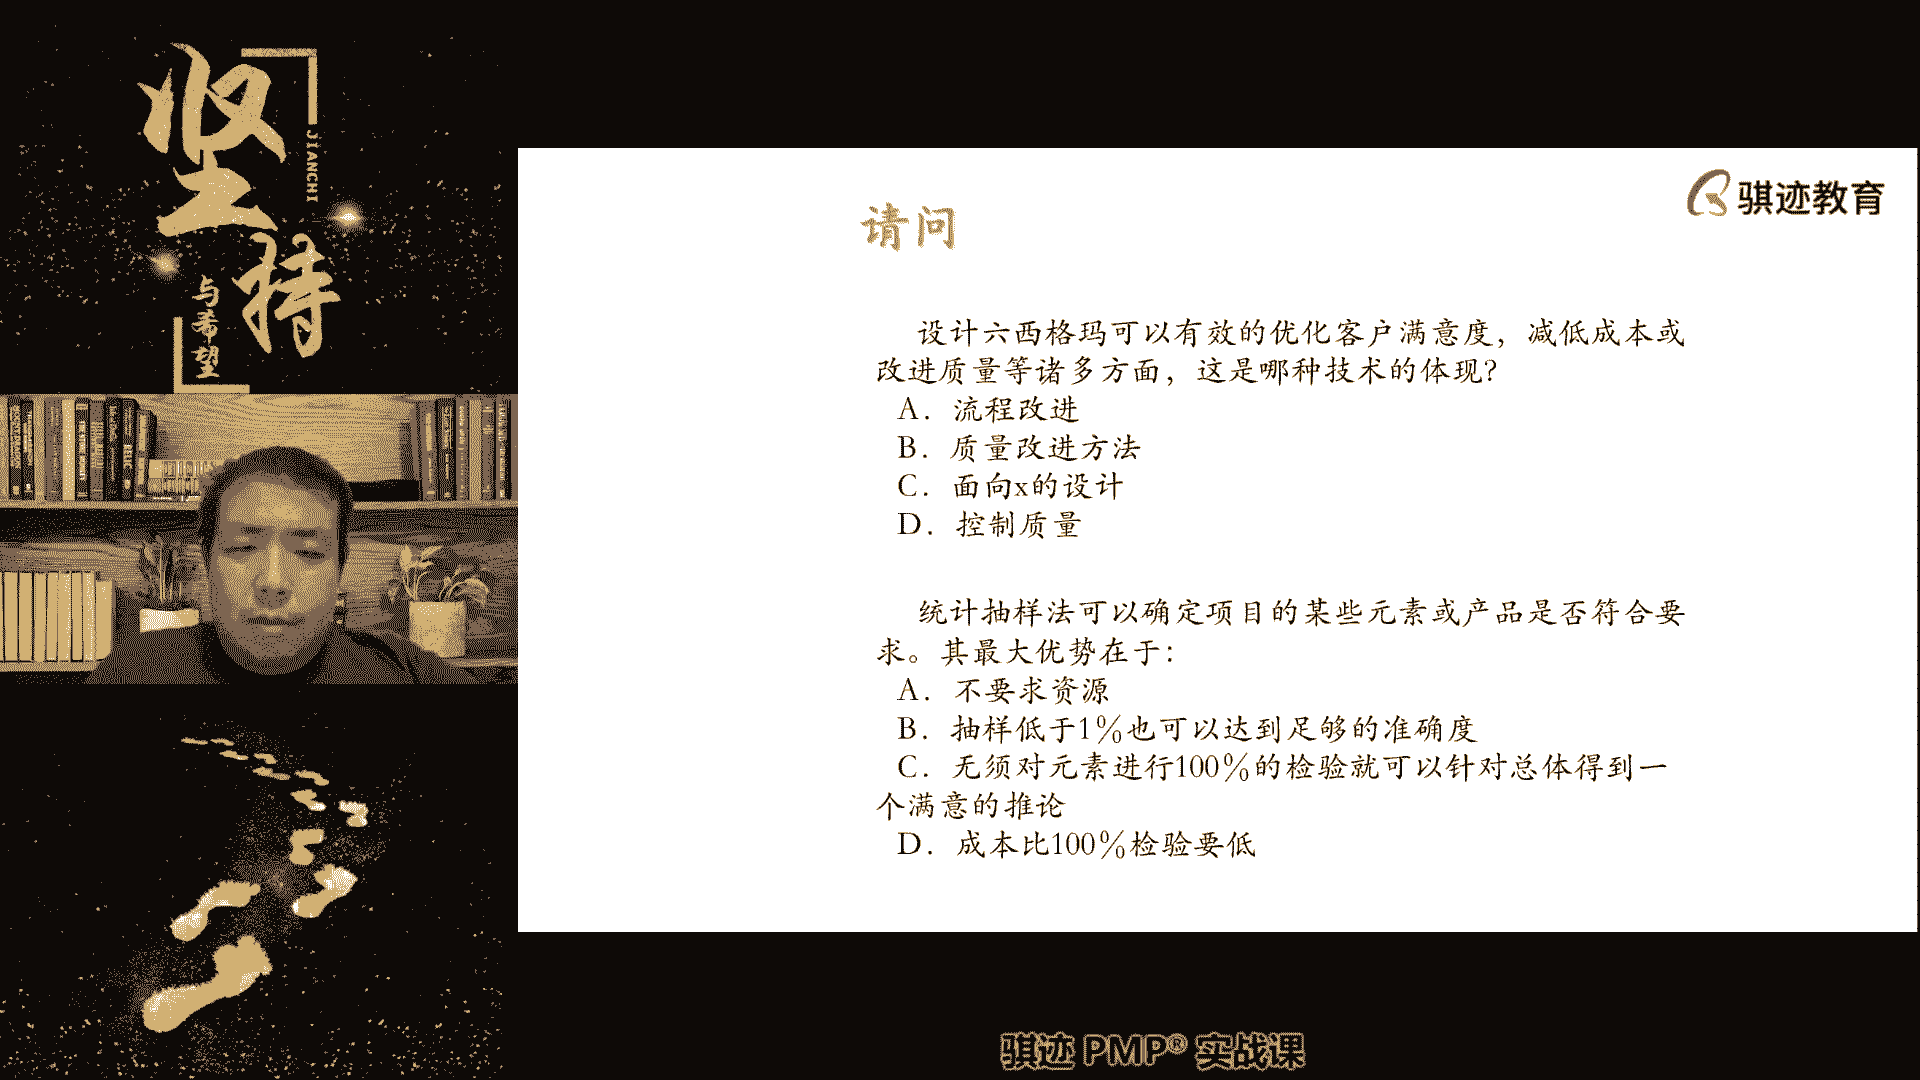 坚持
JIANCHI
与希望
骐迹教育
请问
设计六西格玛可以有效的优化客户满意度，减低成本或
改进质量等诸多方面，这是哪种技术的体现？
A. 流程改进
B. 质量改进方法
C. 面向x的设计
D. 控制质量
统计抽样法可以确定项目的某些元素或产品是否符合要
求。其最大优势在于：
A. 不要求资源
B. 抽样低于1%也可以达到足够的准确度
C. 无须对元素进行100%的检验就可以针对总体得到一
个满意的推论
D. 成本比100%检验要低
骐迹 PMP® 实战课